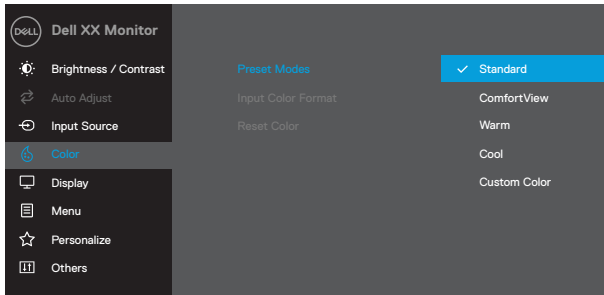 DELL
Dell XX Monitor
Brightness / Contrast
Auto Adjust
Input Source
Color
Display
Menu
Personalize
Others
Preset Modes
Input Color Format
Reset Color
Standard
ComfortView
Warm
Cool
Custom Color